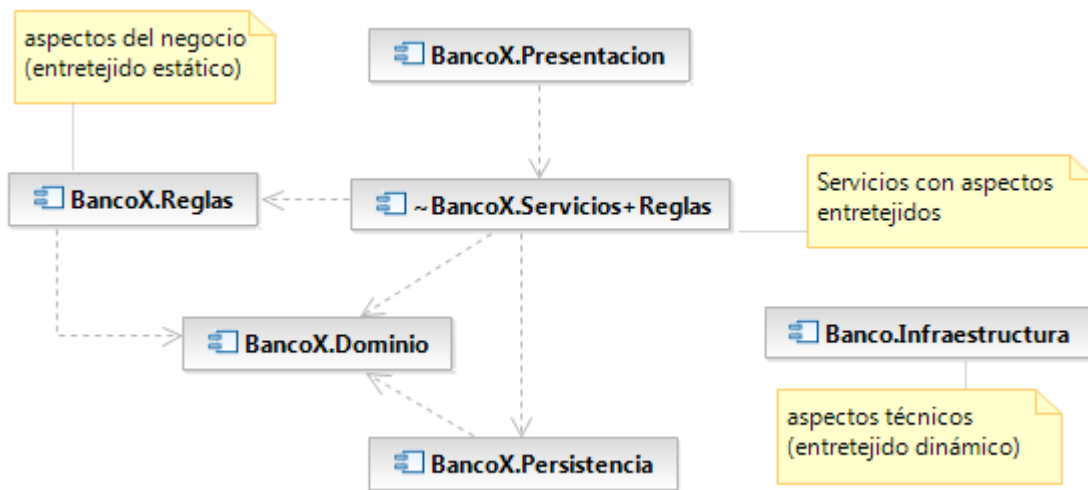 aspectos del negocio
(entretejido estático)
BancoX.Presentacion
BancoX.Reglas
~BancoX.Servicios+Reglas
Servicios con aspectos
entretejidos
BancoX.Dominio
Banco.Infraestructura
aspectos técnicos
(entretejido dinámico)
BancoX.Persistencia